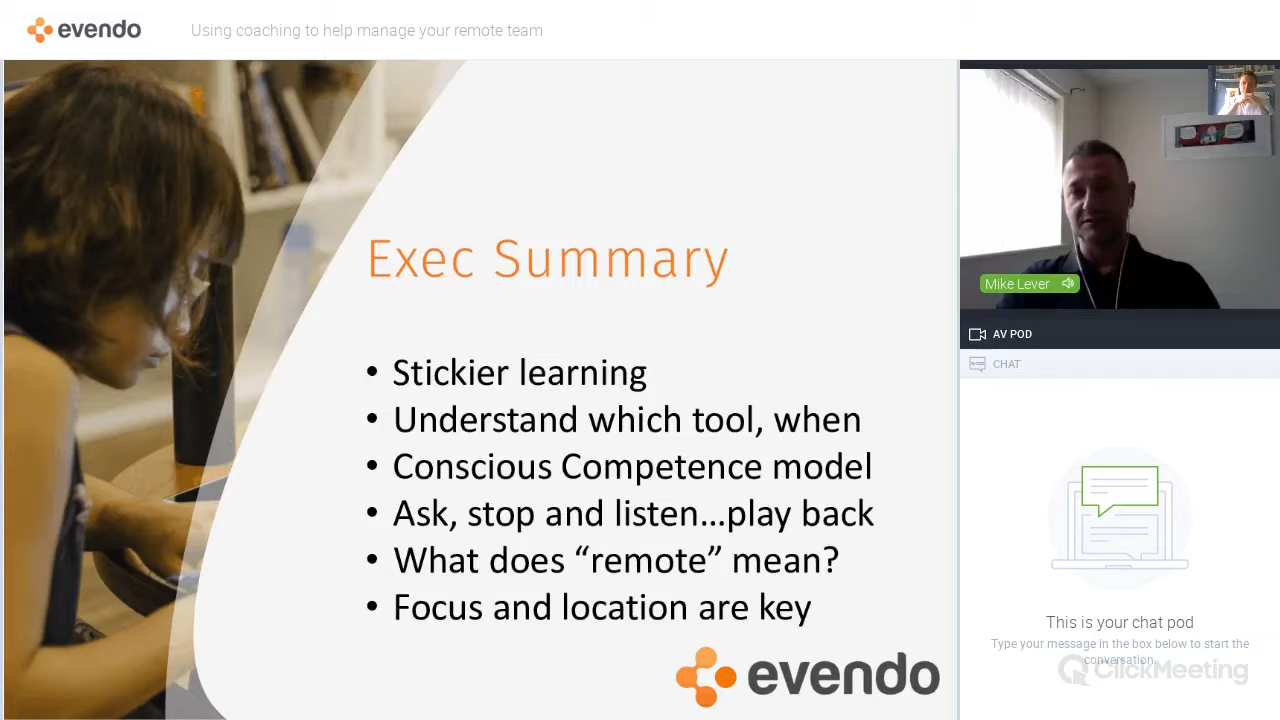 evendo
Using coaching to help manage your remote team
Exec Summary
• Stickier learning
• Understand which tool, when
• Conscious Competence model
• Ask, stop and listen…play back
• What does “remote” mean?
• Focus and location are key
evendo
Mike Lever
AV POD
CHAT
This is your chat pod
Type your message in the box below to start the
conversation.
ClickMeeting